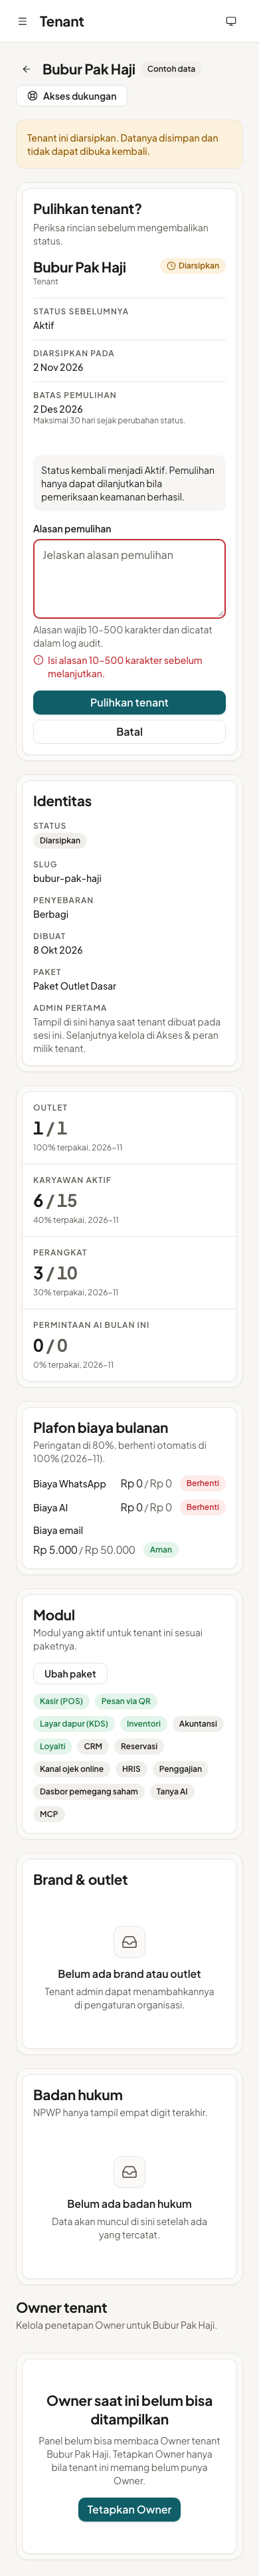 Tenant
Bubur Pak Haji
Contoh data
Akses dukungan
Tenant ini diarsipkan. Datanya disimpan dan
tidak dapat dibuka kembali.
Pulihkan tenant?
Periksa rincian sebelum mengembalikan
status.
Bubur Pak Haji
Diarsipkan
Tenant
STATUS SEBELUMNYA
Aktif
DIARSIPKAN PADA
2 Nov 2026
BATAS PEMULIHAN
2 Des 2026
Maksimal 30 hari sejak perubahan status.
Status kembali menjadi Aktif. Pemulihan
hanya dapat dilanjutkan bila
pemeriksaan keamanan berhasil.
Alasan pemulihan
Jelaskan alasan pemulihan
Alasan wajib 10–500 karakter dan dicatat
dalam log audit.
Isi alasan 10–500 karakter sebelum
melanjutkan.
Pulihkan tenant
Batal
Identitas
STATUS
Diarsipkan
SLUG
bubur-pak-haji
PENYEBARAN
Berbagi
DIBUAT
8 Okt 2026
PAKET
Paket Outlet Dasar
ADMIN PERTAMA
Tampil di sini hanya saat tenant dibuat pada
sesi ini. Selanjutnya kelola di Akses & peran
milik tenant.
OUTLET
1 / 1
100% terpakai, 2026-11
KARYAWAN AKTIF
6 / 15
40% terpakai, 2026-11
PERANGKAT
3 / 10
30% terpakai, 2026-11
PERMINTAAN AI BULAN INI
0 / 0
0% terpakai, 2026-11
Plafon biaya bulanan
Peringatan di 80%, berhenti otomatis di
100% (2026-11).
Biaya WhatsApp
Rp 0 / Rp 0
Berhenti
Biaya AI
Rp 0 / Rp 0
Berhenti
Biaya email
Rp 5.000 / Rp 50.000
Aman
Modul
Modul yang aktif untuk tenant ini sesuai
paketnya.
Ubah paket
Kasir (POS)
Pesan via QR
Layar dapur (KDS)
Inventori
Akuntansi
Loyalti
CRM
Reservasi
Kanal ojek online
HRIS
Penggajian
Dasbor pemegang saham
Tanya AI
MCP
Brand & outlet
Belum ada brand atau outlet
Tenant admin dapat menambahkannya
di pengaturan organisasi.
Badan hukum
NPWP hanya tampil empat digit terakhir.
Belum ada badan hukum
Data akan muncul di sini setelah ada
yang tercatat.
Owner tenant
Kelola penetapan Owner untuk Bubur Pak Haji.
Owner saat ini belum bisa
ditampilkan
Panel belum bisa membaca Owner tenant
Bubur Pak Haji. Tetapkan Owner hanya
bila tenant ini memang belum punya
Owner.
Tetapkan Owner